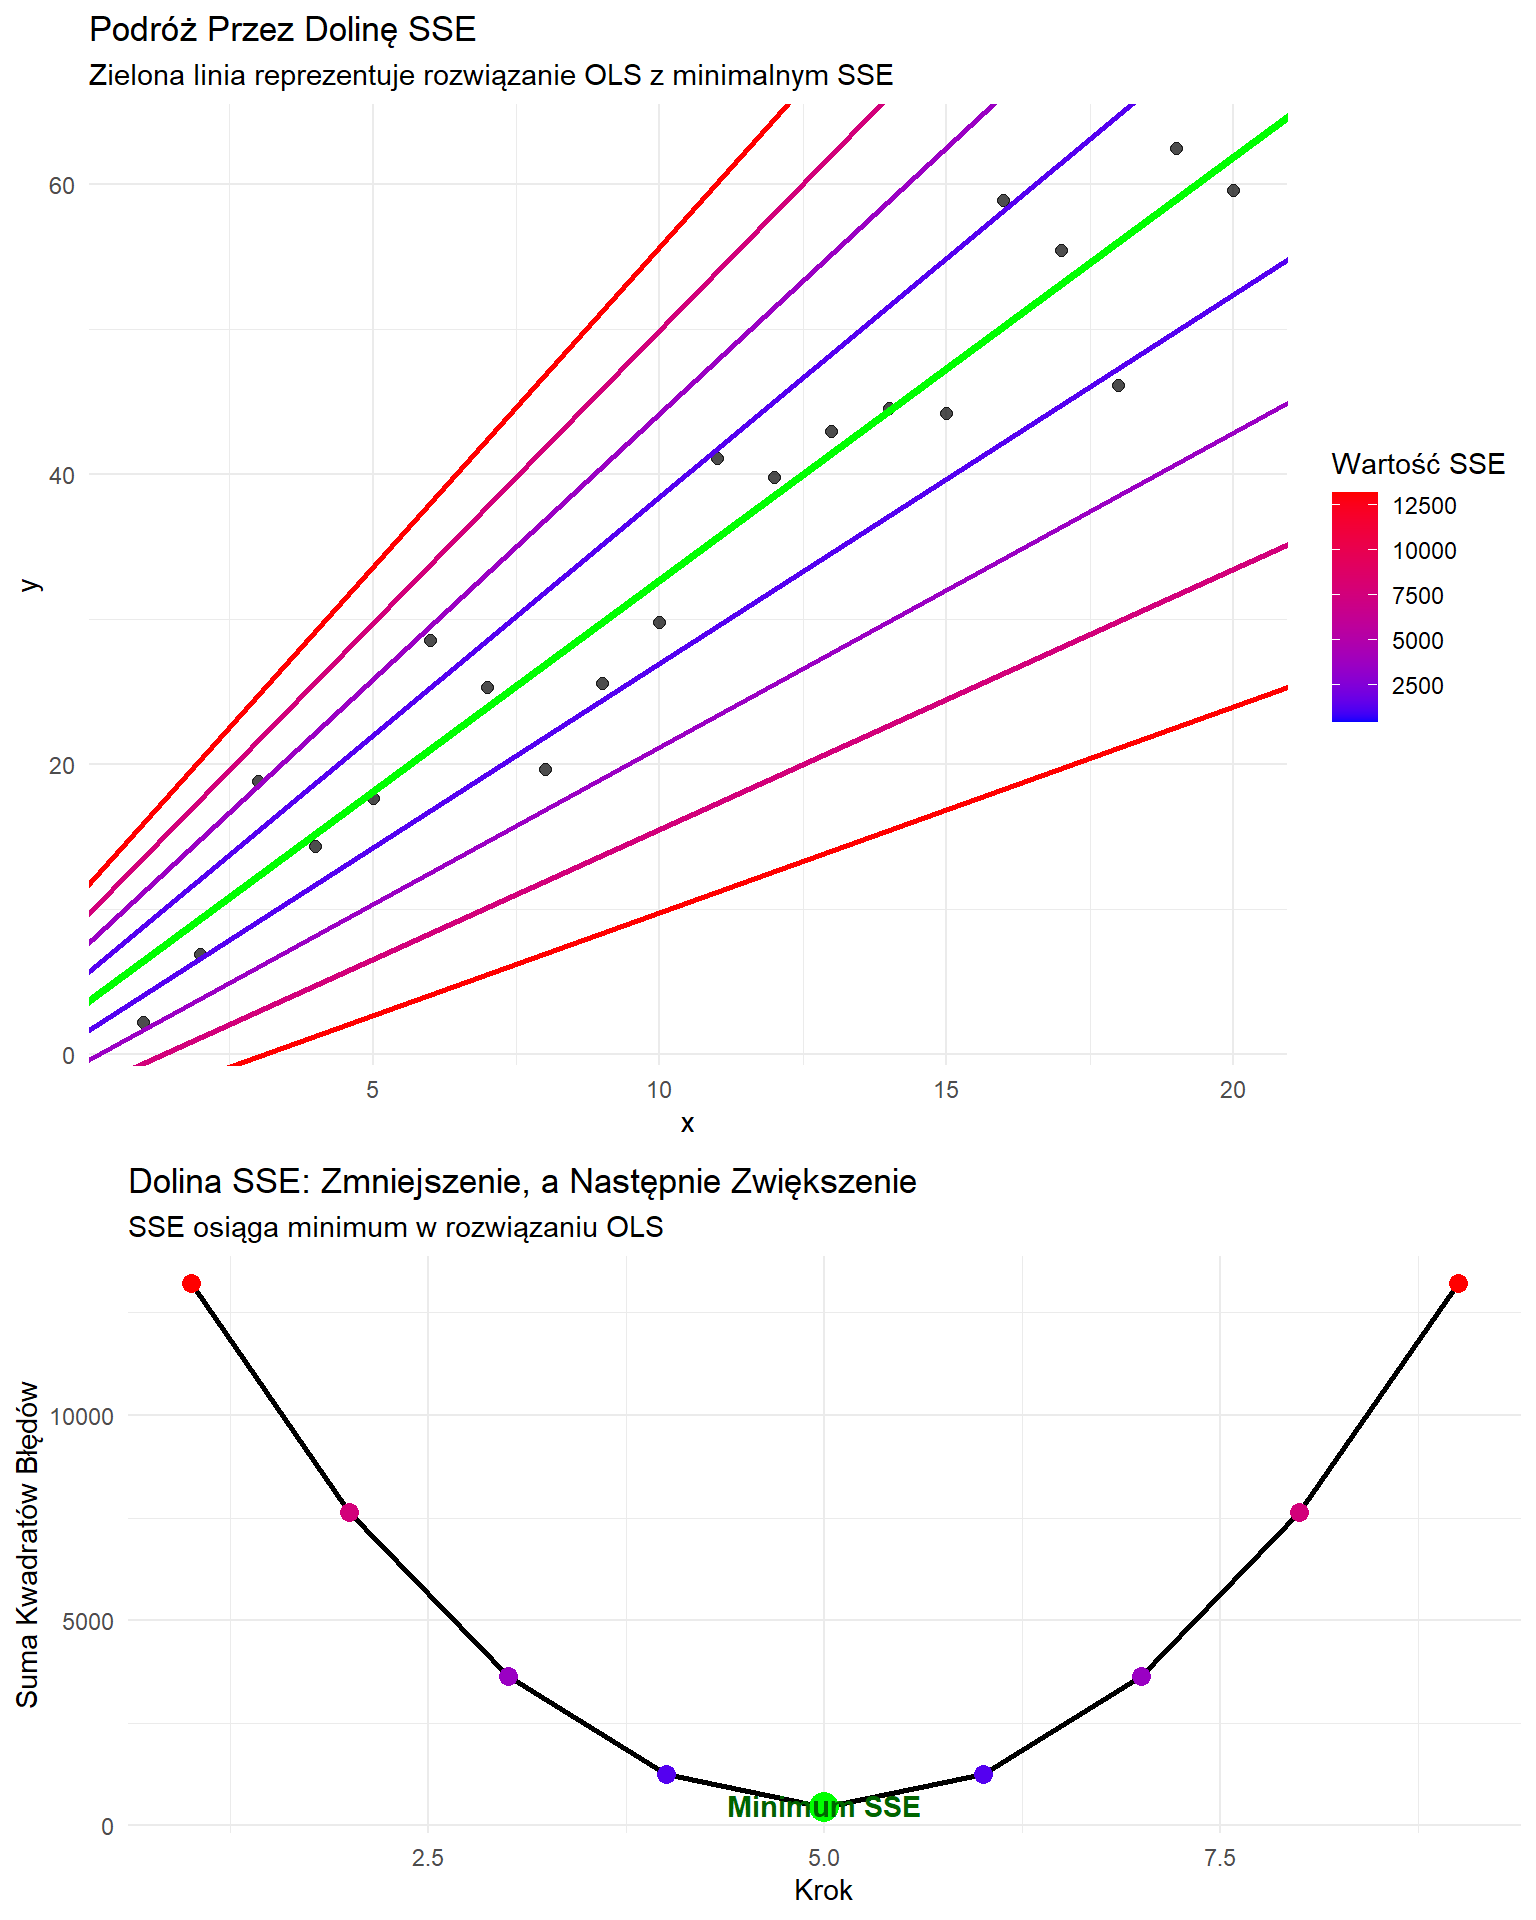 Podróż Przez Dolinę SSE
Zielona linia reprezentuje rozwiązanie OLS z minimalnym SSE
60
40
20
0
y
5
10
15
20
x
Wartość SSE
12500
10000
7500
5000
2500
Dolina SSE: Zmniejszenie, a Następnie Zwiększenie
SSE osiąga minimum w rozwiązaniu OLS
10000
5000
0
Suma Kwadratów Błędów
Minimum SSE
2.5
5.0
7.5
Krok